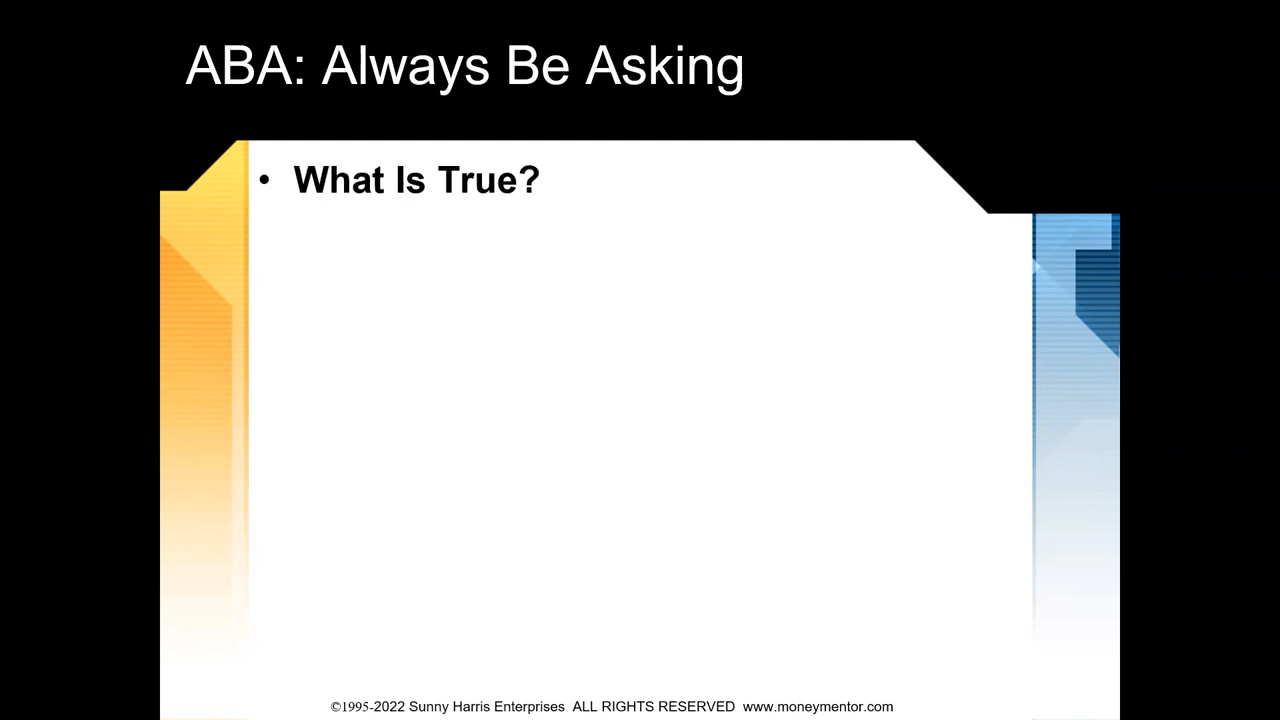 ABA: Always Be Asking
• What Is True?
©1995-2022 Sunny Harris Enterprises ALL RIGHTS RESERVED www.moneymentor.com